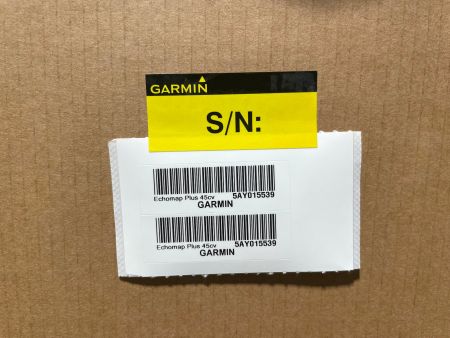 GARMIN
S/N:
Echomap Plus 45cv 5AY015539
GARMIN
Echomap Plus 45cv 5AY015539
GARMIN